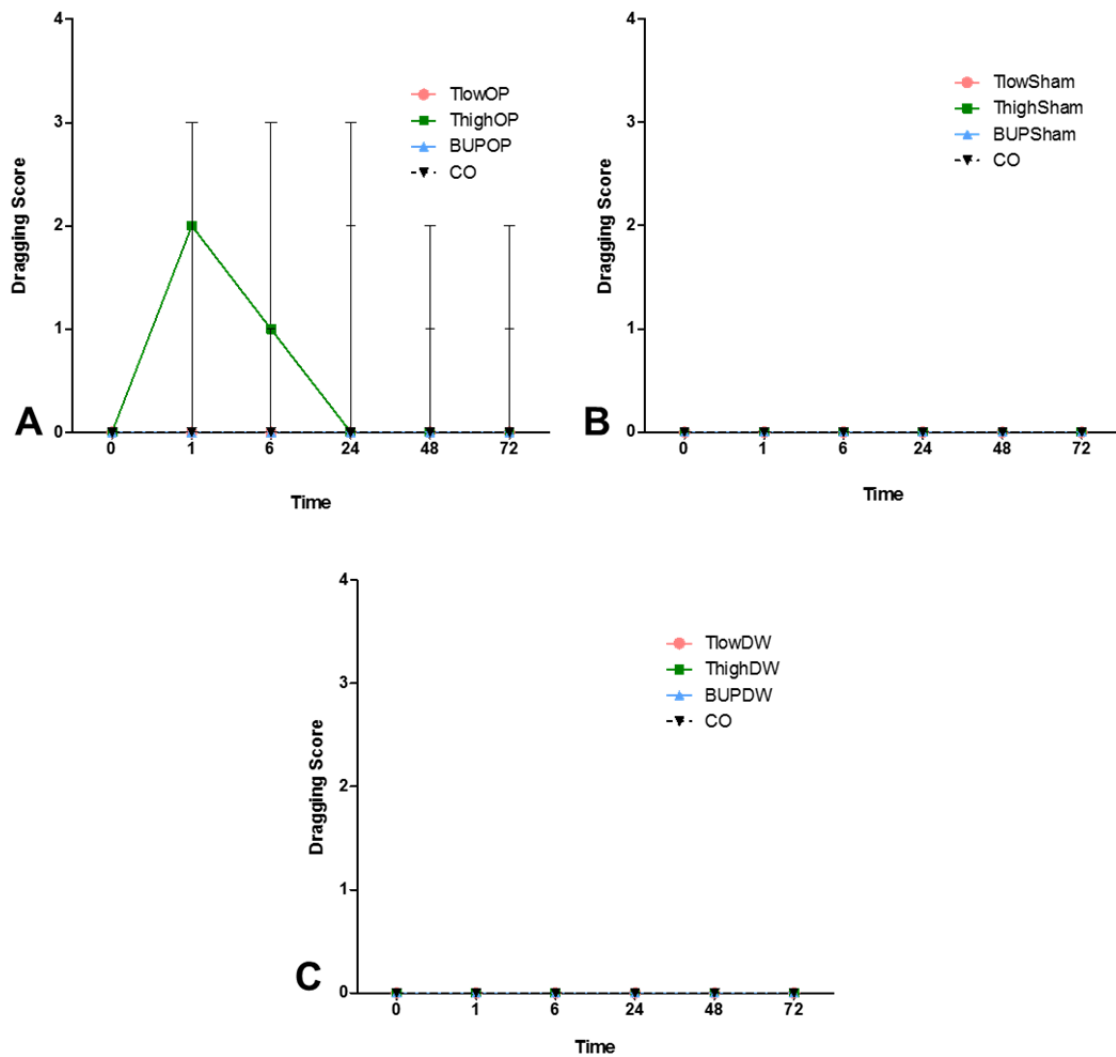 4
3
2
1
0
Dragging Score
TlowOP
ThighOP
BUPOP
CO
A
0 1 6 24 48 72
Time
4
3
2
1
0
Dragging Score
TlowSham
ThighSham
BUPSham
CO
B
0 1 6 24 48 72
Time
4
3
2
1
0
Dragging Score
TlowDW
ThighDW
BUPDW
CO
C
0 1 6 24 48 72
Time